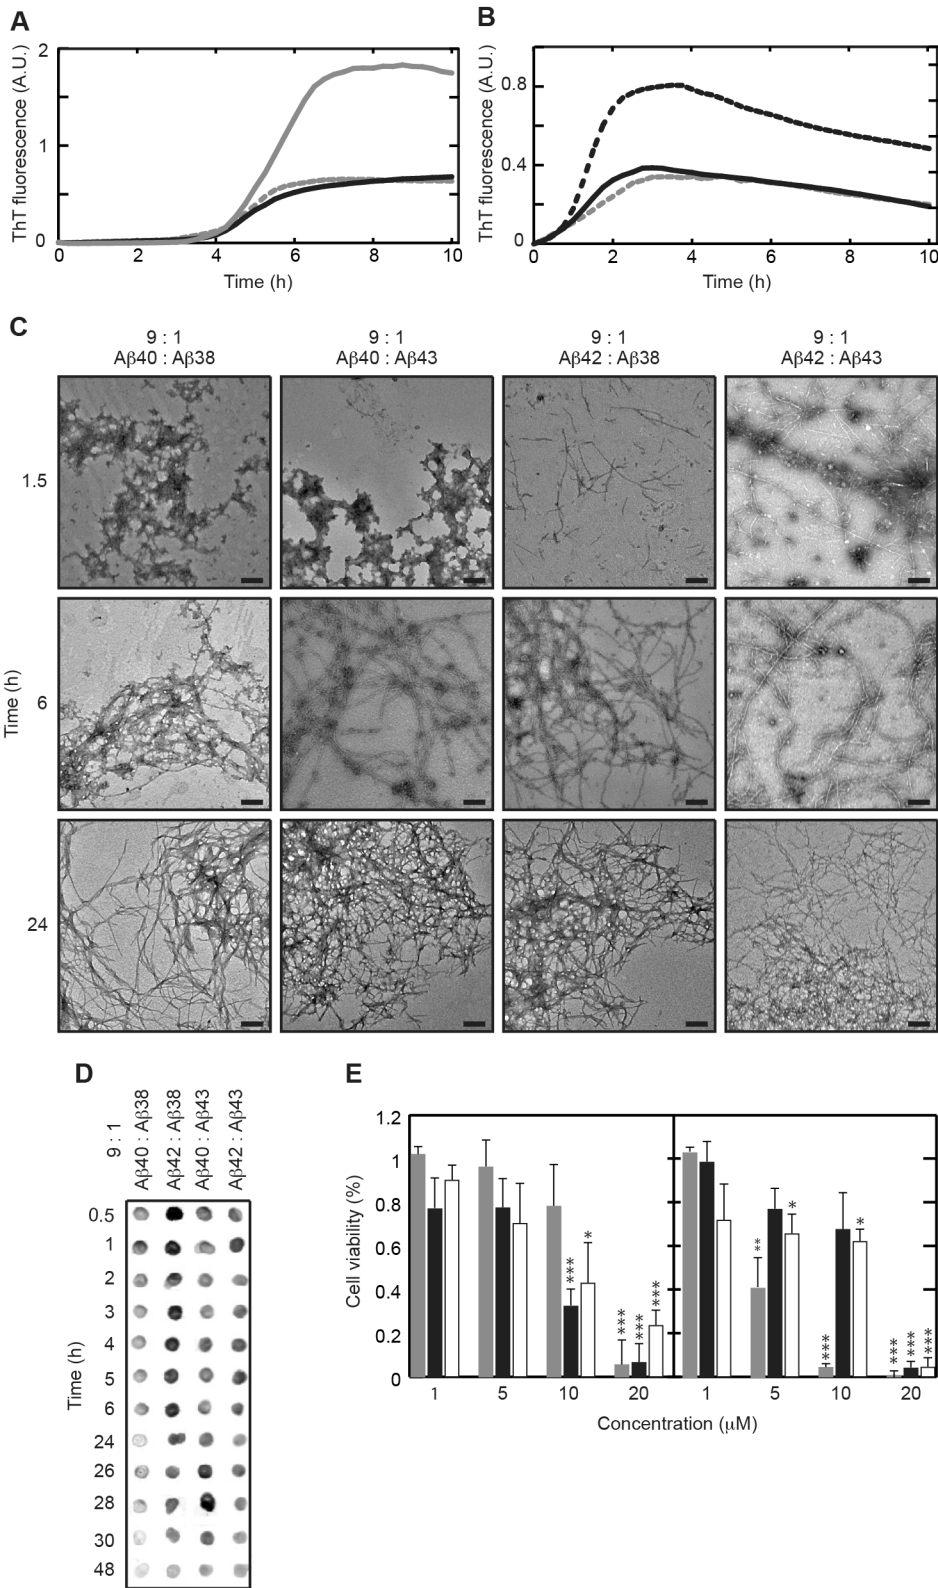 A
B
ThT fluorescence (A.U.)
2
1
0
0 2 4 6 8 10
Time (h)
ThT fluorescence (A.U.)
0.8
0.4
0
0 2 4 6 8 10
Time (h)
C
9 : 1
Aβ40 : Aβ38
9 : 1
Aβ40 : Aβ43
9 : 1
Aβ42 : Aβ38
9 : 1
Aβ42 : Aβ43
Time (h)
1.5
6
24
D
9 : 1
Aβ40 : Aβ38
Aβ42 : Aβ38
Aβ40 : Aβ43
Aβ42 : Aβ43
Time (h)
0.5
1
2
3
4
5
6
24
26
28
30
48
E
Cell viability (%)
1.2
1
0.8
0.6
0.4
0.2
0
*** * *** *** ***
** * *** * *** *** ***
1 5 10 20 1 5 10 20
Concentration (μM)